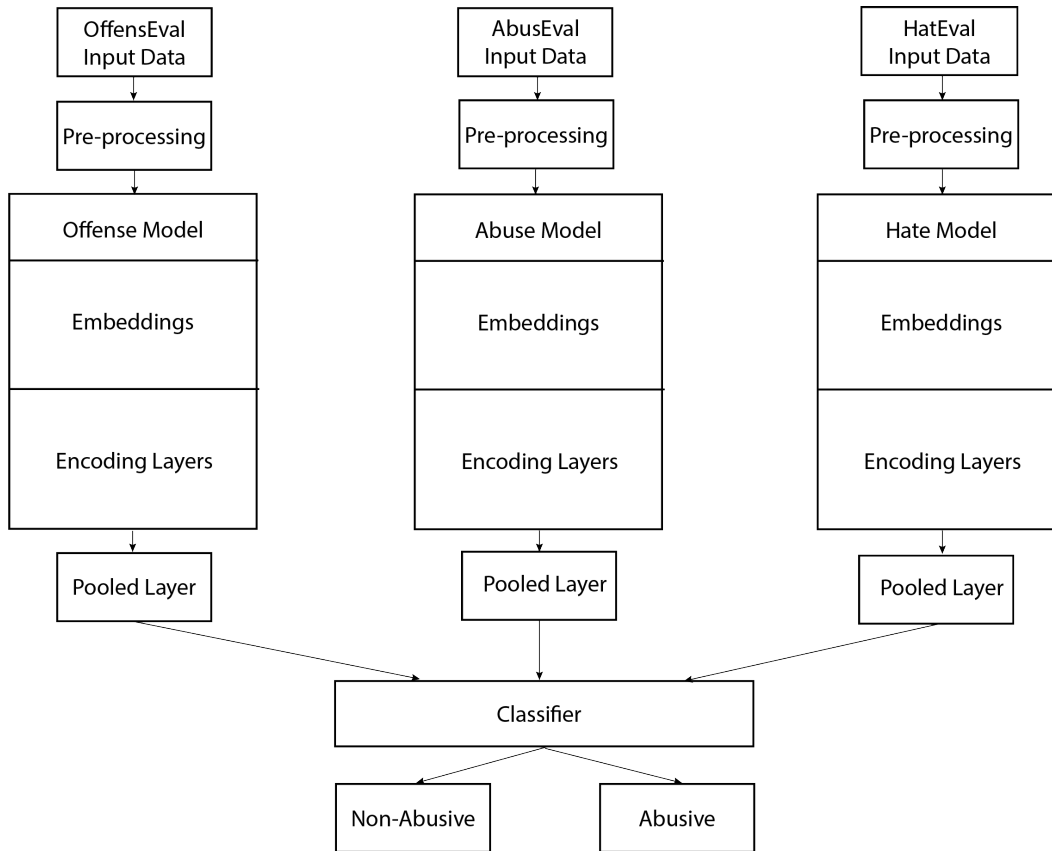 OffensEval
Input Data
AbusEval
Input Data
HatEval
Input Data
Pre-processing
Pre-processing
Pre-processing
Offense Model
Abuse Model
Hate Model
Embeddings
Embeddings
Embeddings
Encoding Layers
Encoding Layers
Encoding Layers
Pooled Layer
Pooled Layer
Pooled Layer
Classifier
Non-Abusive
Abusive